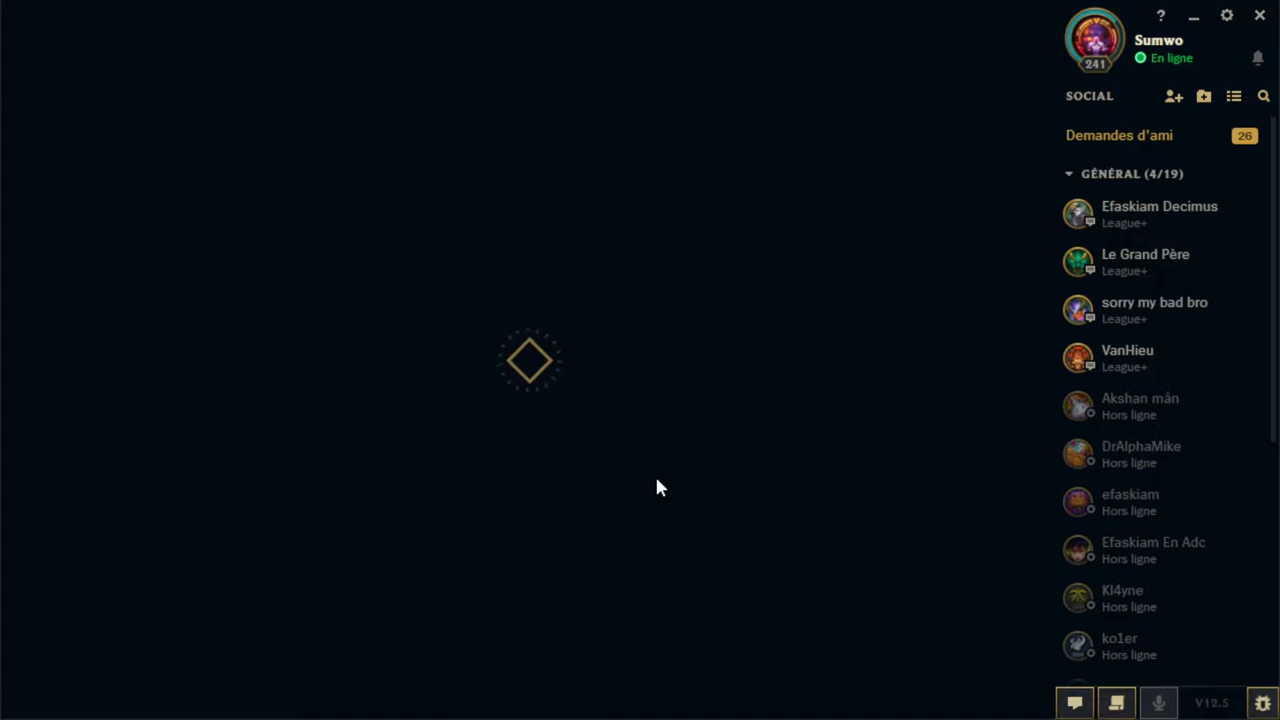 ?
Sumwo
En ligne
241
SOCIAL
Demandes d'ami 26
GÉNÉRAL (4/19)
Efaskiam Decimus
League+
Le Grand Père
League+
sorry my bad bro
League+
VanHieu
League+
Akshan mản
Hors ligne
DrAlphaMike
Hors ligne
efaskiam
Hors ligne
Efaskiam En Adc
Hors ligne
Kl4yne
Hors ligne
ko1er
Hors ligne
V12.5